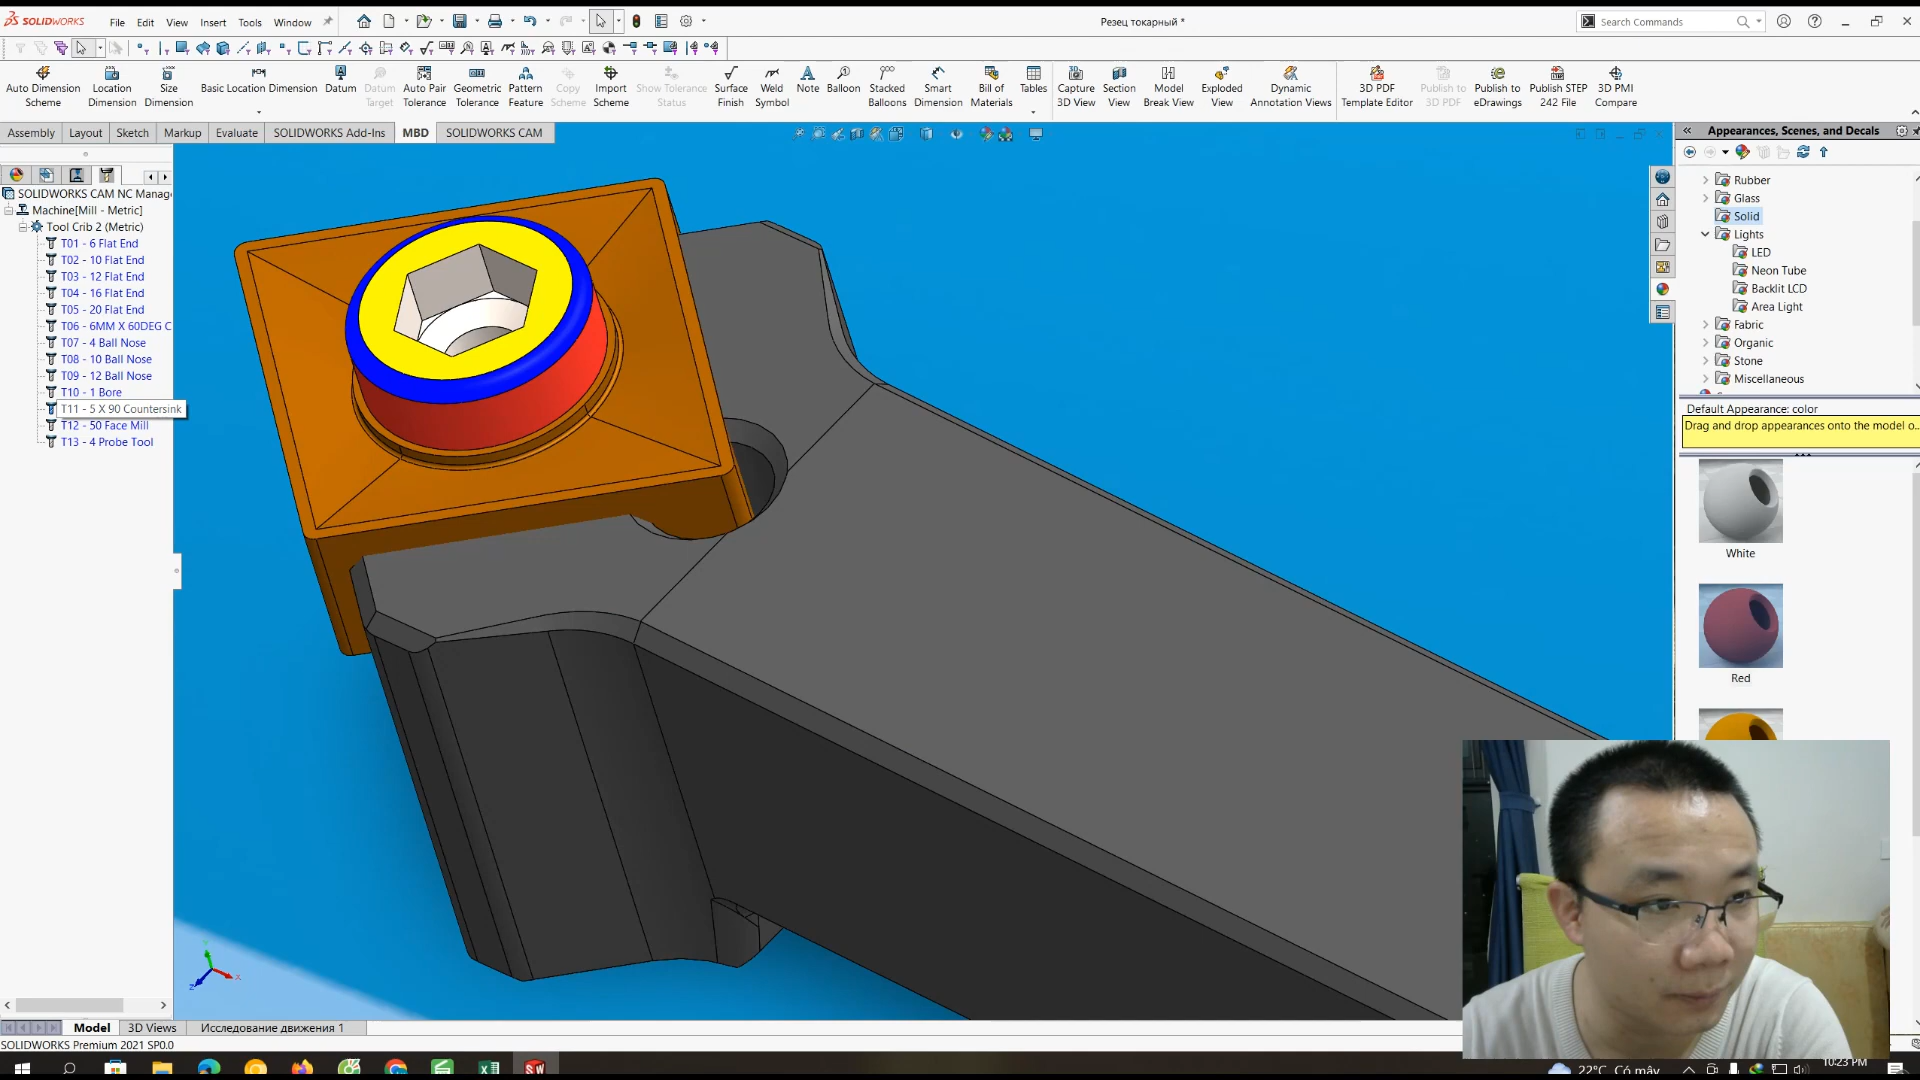 SOLIDWORKS
File Edit View Insert Tools Window
Резец токарный *
Search Commands
Auto Dimension Scheme
Location Dimension
Size Dimension
Basic Location Dimension
Datum
Datum Target
Auto Pair Tolerance
Geometric Tolerance
Pattern Feature
Copy Scheme
Import Scheme
Show Tolerance Status
Surface Finish
Weld Symbol
Note
Balloon
Stacked Balloons
Smart Dimension
Bill of Materials
Tables
Capture 3D View
Section View
Model Break View
Exploded View
Dynamic Annotation Views
3D PDF Template Editor
Publish to 3D PDF
Publish to eDrawings
Publish STEP 242 File
3D PMI Compare
Assembly Layout Sketch Markup Evaluate SOLIDWORKS Add-Ins MBD SOLIDWORKS CAM
SOLIDWORKS CAM NC Manag
Machine[Mill - Metric]
Tool Crib 2 (Metric)
T01 - 6 Flat End
T02 - 10 Flat End
T03 - 12 Flat End
T04 - 16 Flat End
T05 - 20 Flat End
T06 - 6MM X 60DEG C
T07 - 4 Ball Nose
T08 - 10 Ball Nose
T09 - 12 Ball Nose
T10 - 1 Bore
T11 - 5 X 90 Countersink
T12 - 50 Face Mill
T13 - 4 Probe Tool
Appearances, Scenes, and Decals
Rubber
Glass
Solid
Lights
LED
Neon Tube
Backlit LCD
Area Light
Fabric
Organic
Stone
Miscellaneous
Default Appearance: color
Drag and drop appearances onto the model o...
White
Red
Model 3D Views Исследование движения 1
SOLIDWORKS Premium 2021 SP0.0
22°C Có mây
10:23 PM